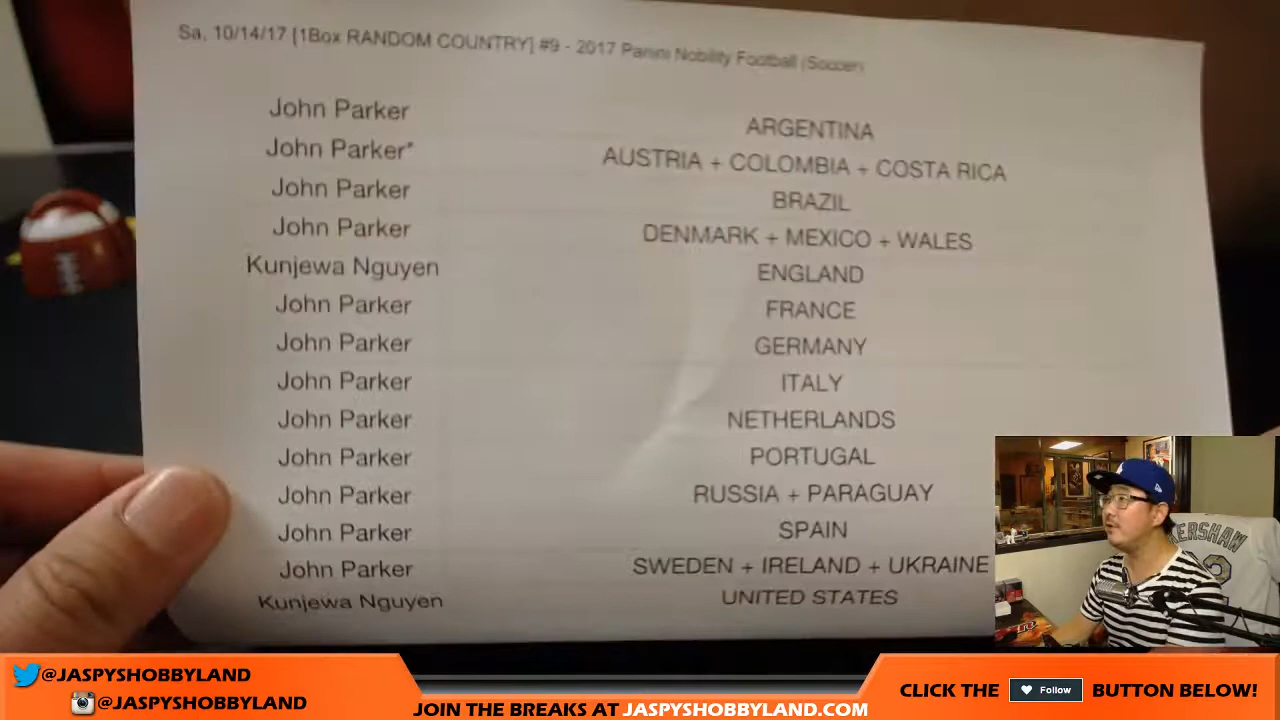 Sa, 10/14/17 [1Box RANDOM COUNTRY] #9 - 2017 Panini Nobility Football (Soccer)
John Parker ARGENTINA
John Parker* AUSTRIA + COLOMBIA + COSTA RICA
John Parker BRAZIL
John Parker DENMARK + MEXICO + WALES
Kunjewa Nguyen ENGLAND
John Parker FRANCE
John Parker GERMANY
John Parker ITALY
John Parker NETHERLANDS
John Parker PORTUGAL
John Parker RUSSIA + PARAGUAY
John Parker SPAIN
John Parker SWEDEN + IRELAND + UKRAINE
Kunjewa Nguyen UNITED STATES
KERSHAW
@JASPYSHOBBYLAND
@JASPYSHOBBYLAND
JOIN THE BREAKS AT JASPYSHOBBYLAND.COM
CLICK THE Follow BUTTON BELOW!